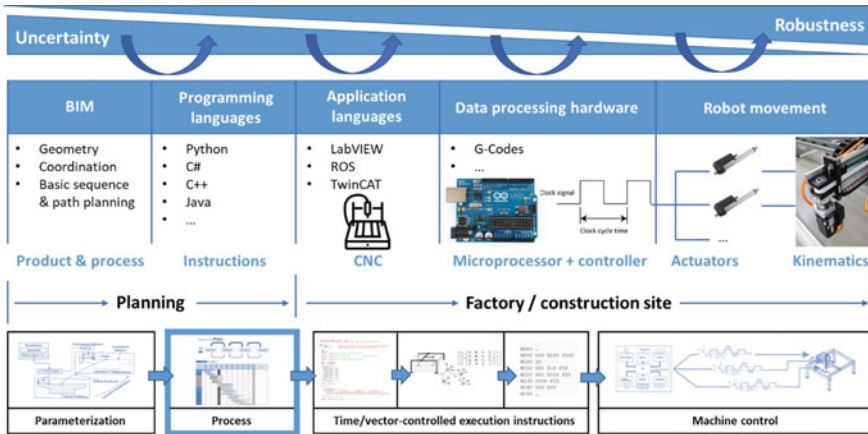 Uncertainty
Robustness
BIM
Programming
languages
Application
languages
Data processing hardware
Robot movement
• Geometry
• Coordination
• Basic sequence
& path planning
• Python
• C#
• C++
• Java
• ...
• LabVIEW
• ROS
• TwinCAT
• G-Codes
• ...
Clock signal
Clock cycle time
...
Product & process
Instructions
CNC
Microprocessor + controller
Actuators
Kinematics
Planning
Factory / construction site
Parameterization
Process
Time/vector-controlled execution instructions
Machine control